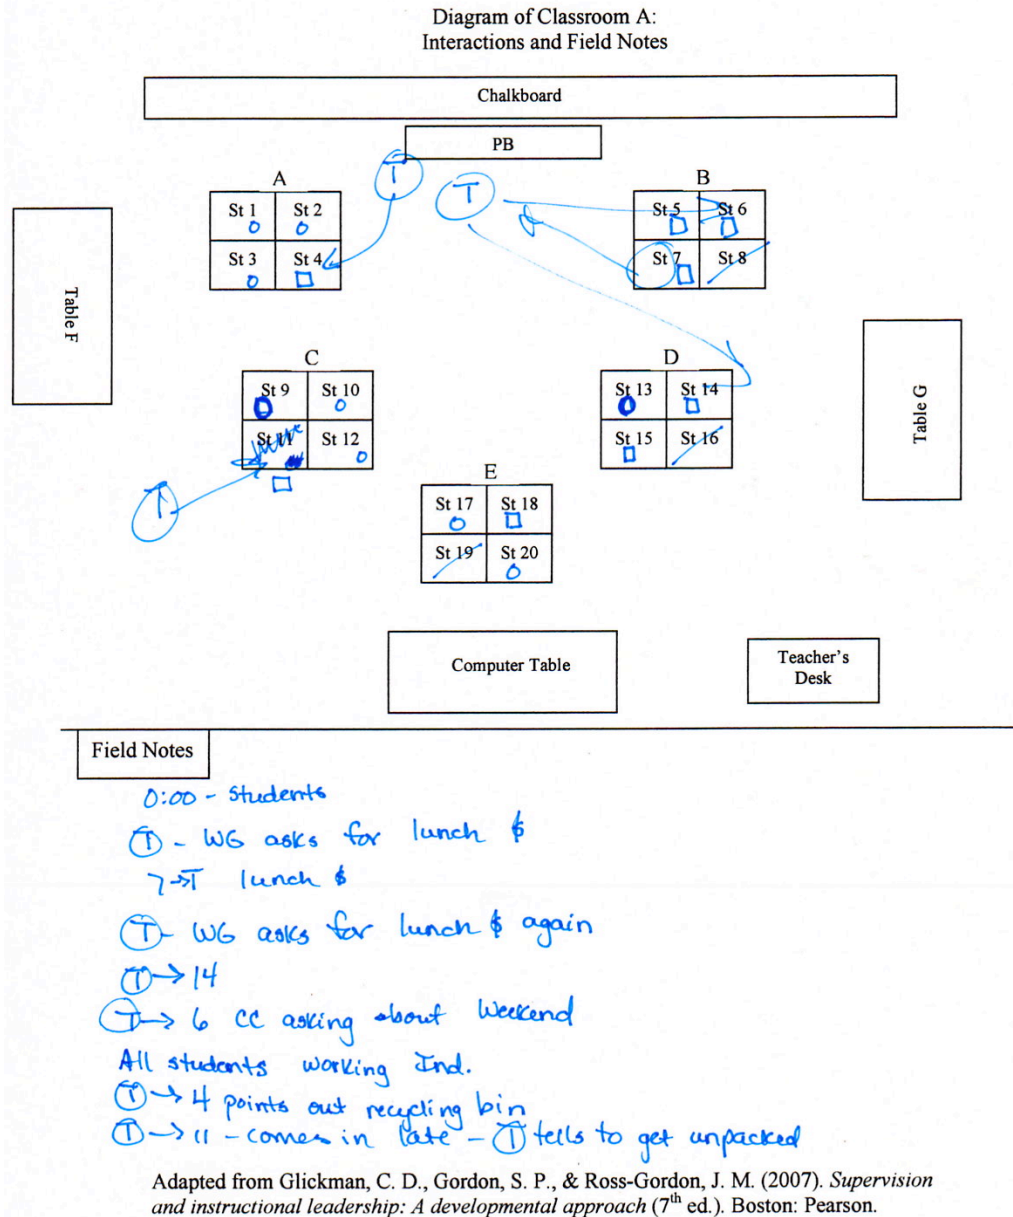 Diagram of Classroom A:
Interactions and Field Notes
Chalkboard
PB
T
T
A
St 1 St 2
St 3 St 4
B
St 5 St 6
St 7 St 8
Table F
C
St 9 St 10
St 11 St 12
D
St 13 St 14
St 15 St 16
Table G
T
E
St 17 St 18
St 19 St 20
Computer Table
Teacher's
Desk
Field Notes
0:00 - Students
T - WG asks for lunch $
7→T lunch $
T - WG asks for lunch $ again
T → 14
T → 6 CC asking about weekend
All students working Ind.
T → 4 points out recycling bin
T → 11 - comes in late - T tells to get unpacked
Adapted from Glickman, C. D., Gordon, S. P., & Ross-Gordon, J. M. (2007). Supervision
and instructional leadership: A developmental approach (7th ed.). Boston: Pearson.